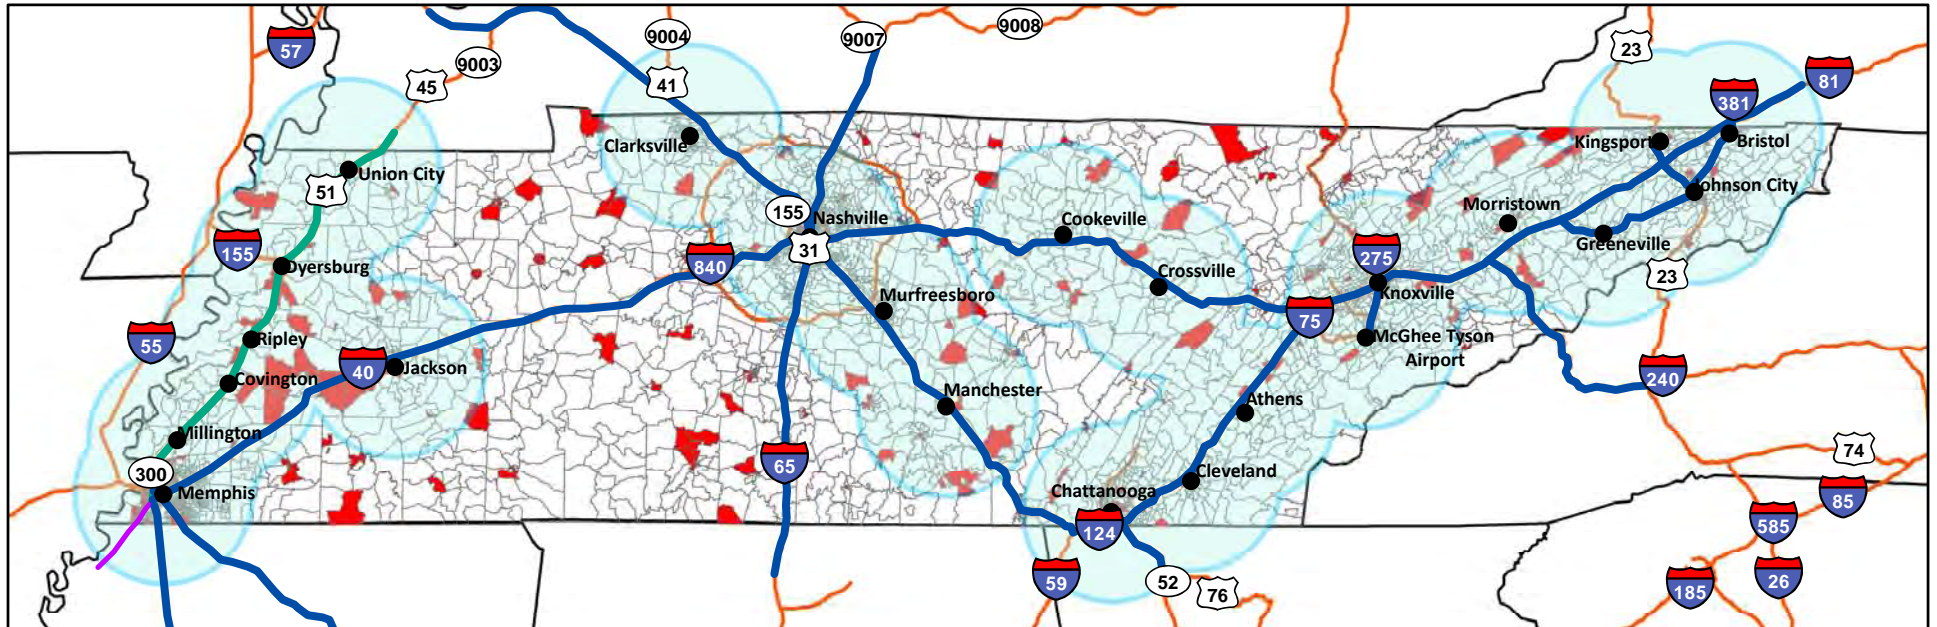 57
9003
45
9004
41
9007
9008
23
381
81
Clarksville
Kingsport
Bristol
Union City
51
Johnson City
155
Nashville
Cookeville
Morristown
155
31
840
Greeneville
275
23
Dyersburg
Crossville
Knoxville
Murfreesboro
75
55
Ripley
McGhee Tyson
Airport
40
Jackson
Covington
240
Manchester
Athens
Millington
74
65
Cleveland
300
Memphis
Chattanooga
85
124
585
59
52
76
185
26